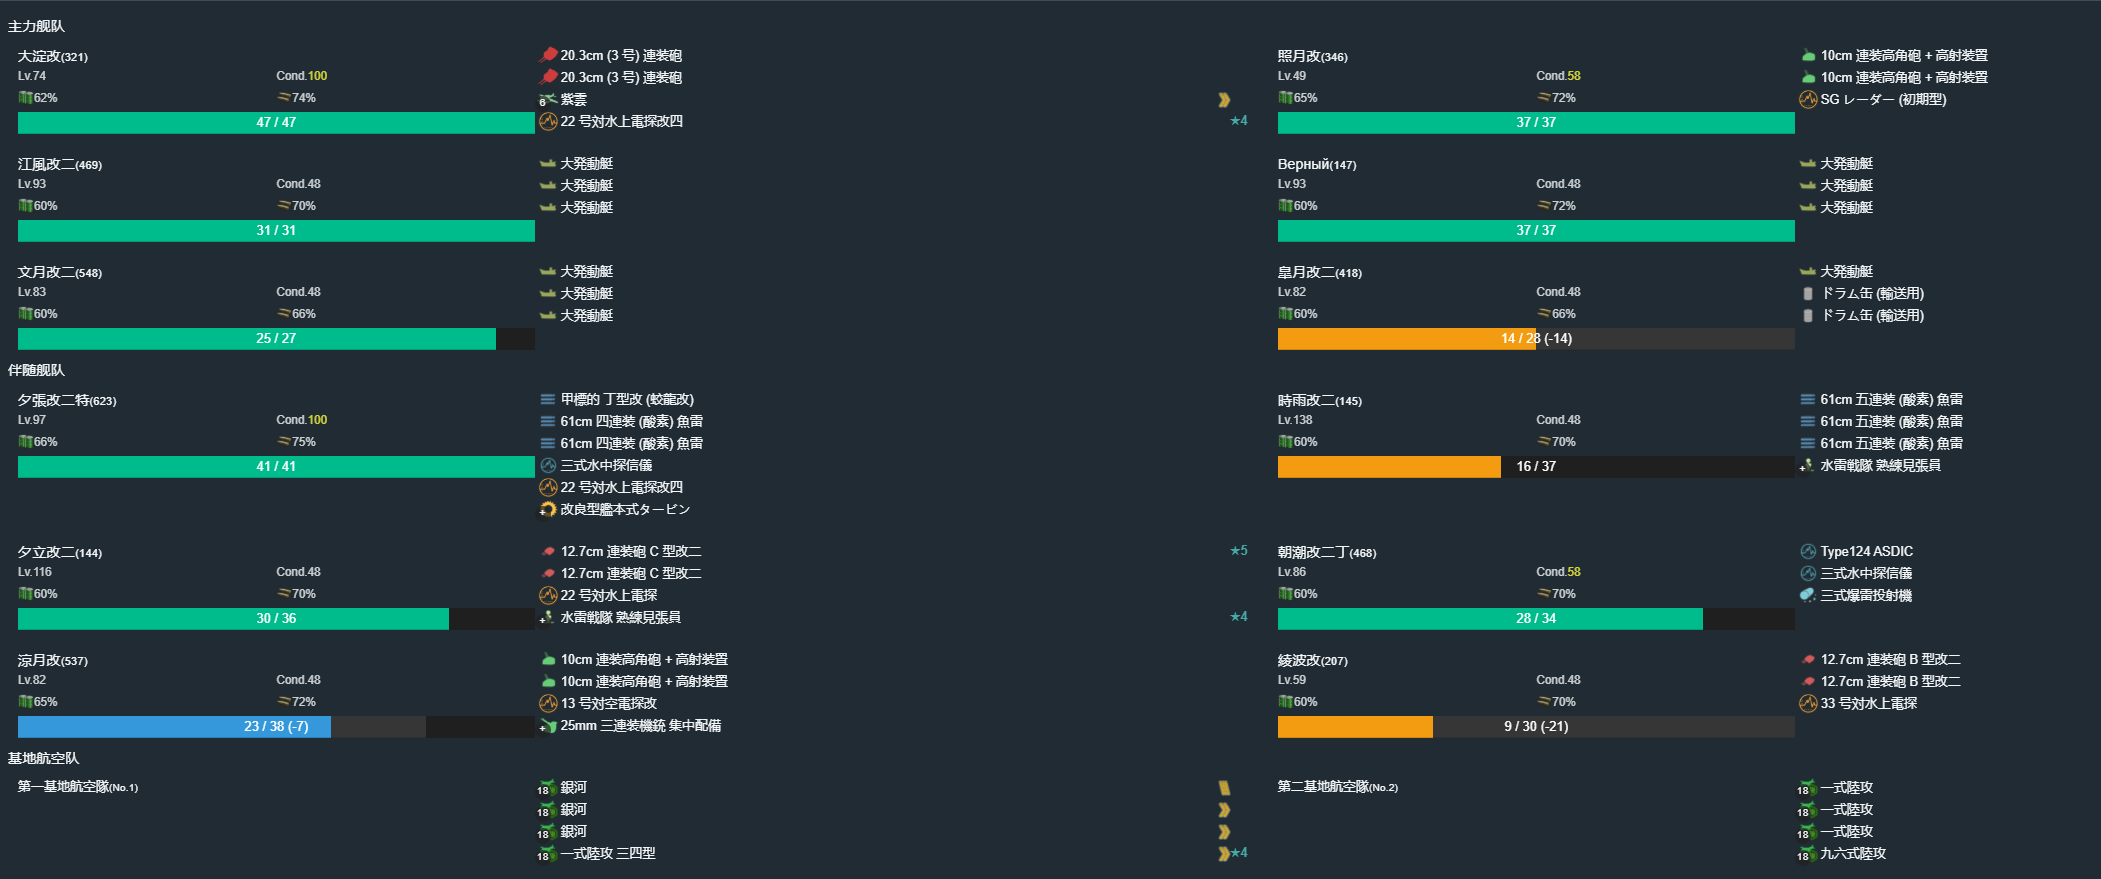 主力舰队
大淀改(321)
Lv.74 Cond.100
62% 74%
47 / 47
20.3cm (3 号) 連装砲
20.3cm (3 号) 連装砲
6 紫雲
22 号対水上電探改四 ★4
照月改(346)
Lv.49 Cond.58
65% 72%
37 / 37
10cm 連装高角砲 + 高射装置
10cm 連装高角砲 + 高射装置
SG レーダー (初期型)
江風改二(469)
Lv.93 Cond.48
60% 70%
31 / 31
大発動艇
大発動艇
大発動艇
Верный(147)
Lv.93 Cond.48
60% 72%
37 / 37
大発動艇
大発動艇
大発動艇
文月改二(548)
Lv.83 Cond.48
60% 66%
25 / 27
大発動艇
大発動艇
大発動艇
皐月改二(418)
Lv.82 Cond.48
60% 66%
14 / 28 (-14)
大発動艇
ドラム缶 (輸送用)
ドラム缶 (輸送用)
伴随舰队
夕張改二特(623)
Lv.97 Cond.100
66% 75%
41 / 41
甲標的 丁型改 (蛟龍改)
61cm 四連装 (酸素) 魚雷
61cm 四連装 (酸素) 魚雷
三式水中探信儀
22 号対水上電探改四
+ 改良型艦本式タービン
時雨改二(145)
Lv.138 Cond.48
60% 70%
16 / 37
61cm 五連装 (酸素) 魚雷
61cm 五連装 (酸素) 魚雷
61cm 五連装 (酸素) 魚雷
+ 水雷戦隊 熟練見張員
夕立改二(144)
Lv.116 Cond.48
60% 70%
30 / 36
12.7cm 連装砲 C 型改二 ★5
12.7cm 連装砲 C 型改二
22 号対水上電探
+ 水雷戦隊 熟練見張員 ★4
朝潮改二丁(468)
Lv.86 Cond.58
60% 70%
28 / 34
Type124 ASDIC
三式水中探信儀
三式爆雷投射機
涼月改(537)
Lv.82 Cond.48
65% 72%
23 / 38 (-7)
10cm 連装高角砲 + 高射装置
10cm 連装高角砲 + 高射装置
13 号対空電探改
+ 25mm 三連装機銃 集中配備
綾波改(207)
Lv.59 Cond.48
60% 70%
9 / 30 (-21)
12.7cm 連装砲 B 型改二
12.7cm 連装砲 B 型改二
33 号対水上電探
基地航空队
第一基地航空隊(No.1)
18 銀河
18 銀河
18 銀河
18 一式陸攻 三四型 ★4
第二基地航空隊(No.2)
18 一式陸攻
18 一式陸攻
18 一式陸攻
18 九六式陸攻